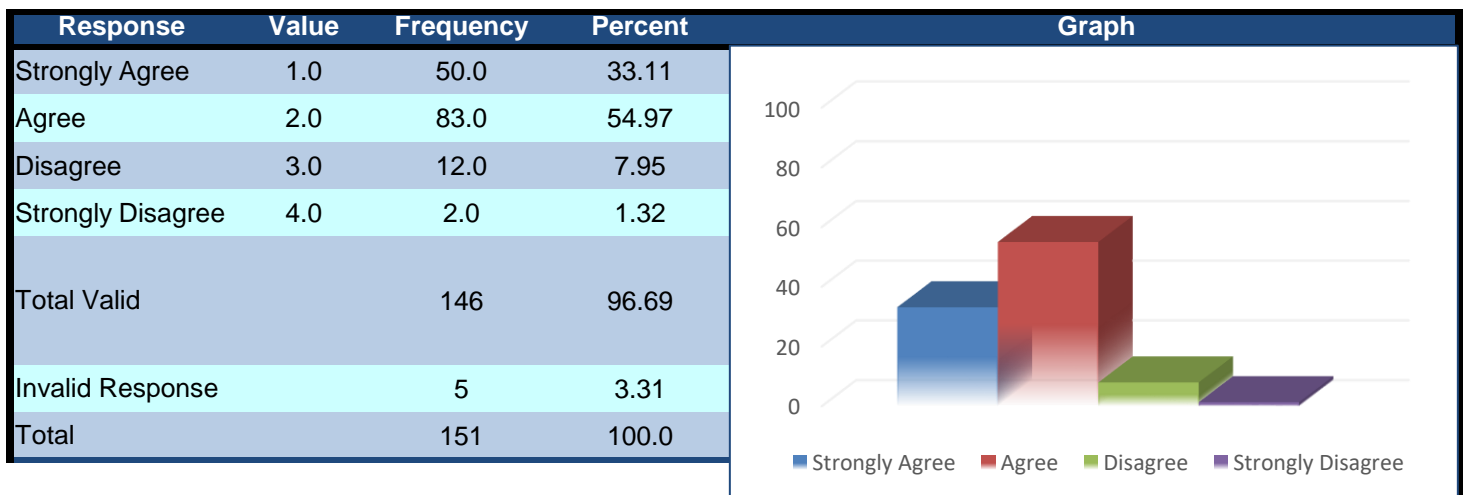 Response Value Frequency Percent Graph
Strongly Agree 1.0 50.0 33.11
Agree 2.0 83.0 54.97
Disagree 3.0 12.0 7.95
Strongly Disagree 4.0 2.0 1.32
Total Valid 146 96.69
Invalid Response 5 3.31
Total 151 100.0
100
80
60
40
20
0
Strongly Agree Agree Disagree Strongly Disagree